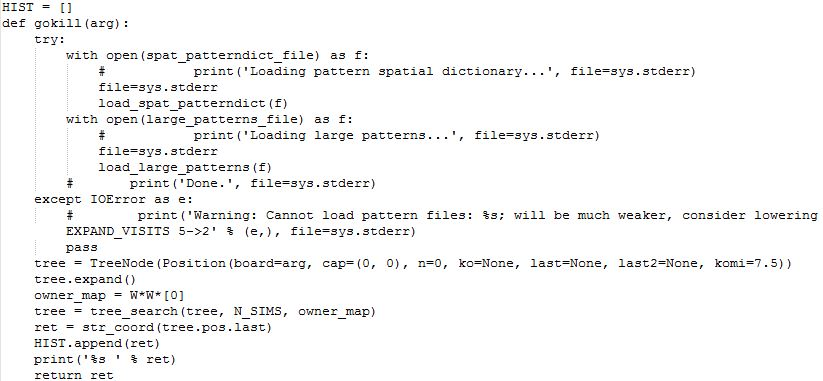 HIST = []
def gokill(arg):
    try:
        with open(spat_patterndict_file) as f:
            #           print('Loading pattern spatial dictionary...', file=sys.stderr)
            file=sys.stderr
            load_spat_patterndict(f)
        with open(large_patterns_file) as f:
            #           print('Loading large patterns...', file=sys.stderr)
            file=sys.stderr
            load_large_patterns(f)
        #       print('Done.', file=sys.stderr)
    except IOError as e:
        #        print('Warning: Cannot load pattern files: %s; will be much weaker, consider lowering
        EXPAND_VISITS 5->2' % (e,), file=sys.stderr)
        pass
    tree = TreeNode(Position(board=arg, cap=(0, 0), n=0, ko=None, last=None, last2=None, komi=7.5))
    tree.expand()
    owner_map = W*W*[0]
    tree = tree_search(tree, N_SIMS, owner_map)
    ret = str_coord(tree.pos.last)
    HIST.append(ret)
    print('%s ' % ret)
    return ret